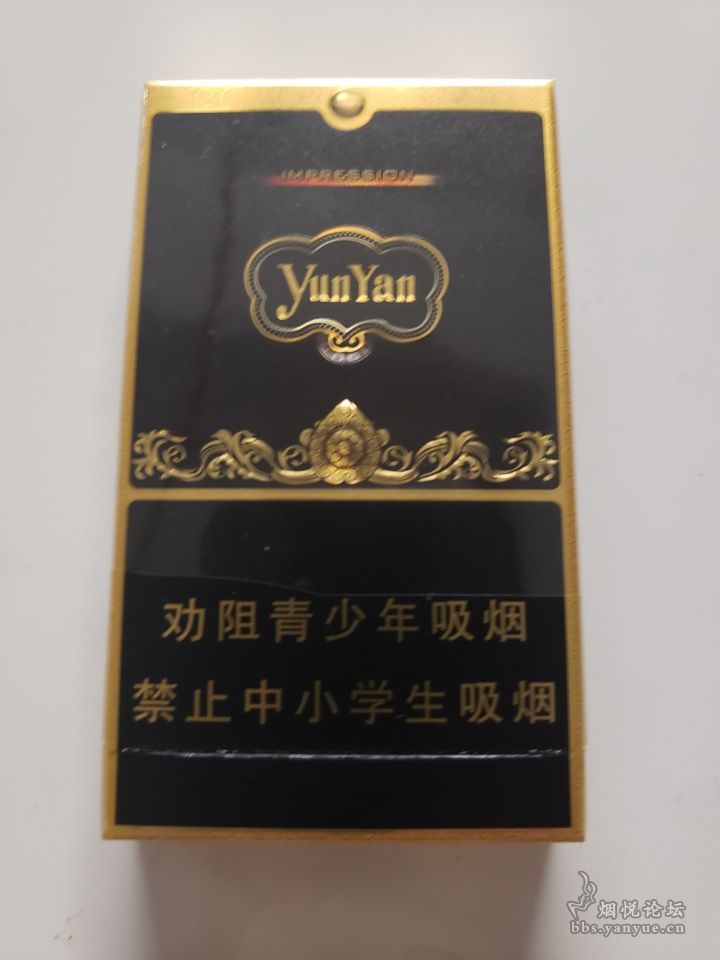 IMPRESSION
YunYan
劝阻青少年吸烟
禁止中小学生吸烟
烟悦论坛
bbs.yanyue.cn